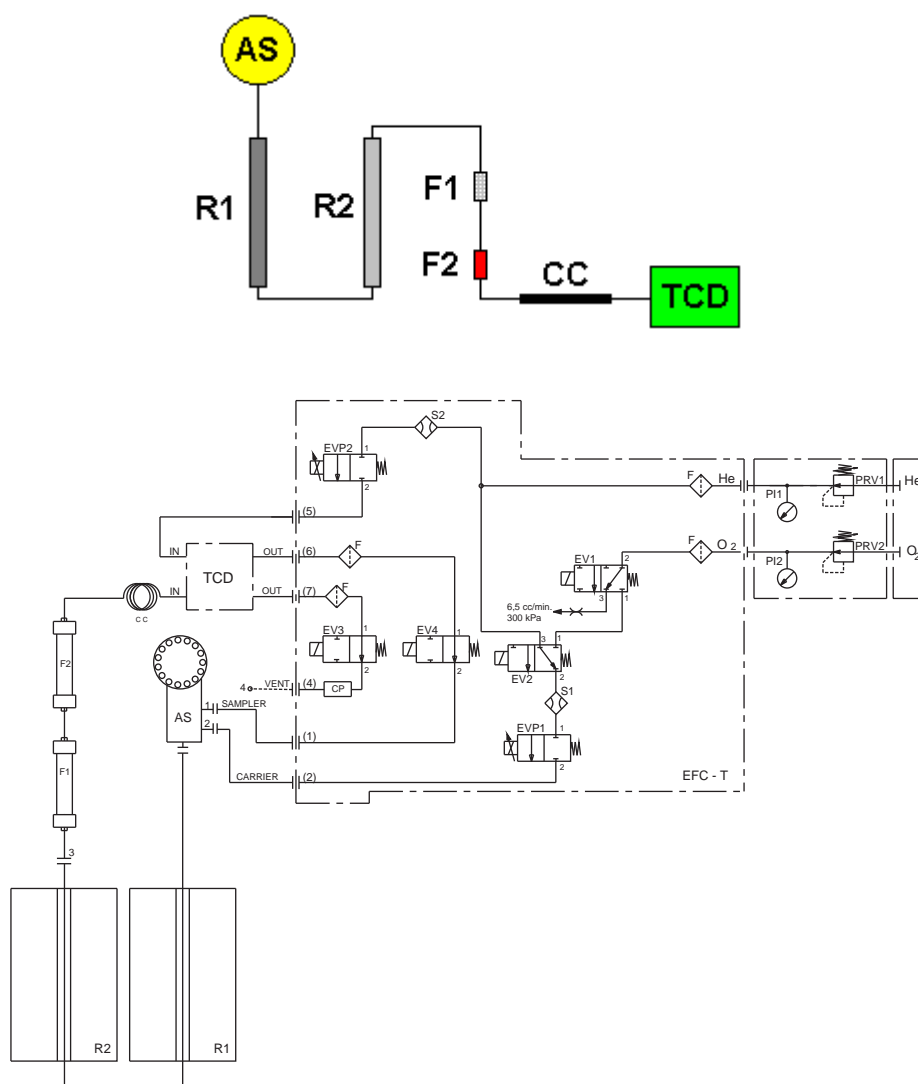 AS
R1
R2
F1
F2
CC
TCD
S2
EVP2
1
2
F
He
PI1
PRV1
He
(5)
IN
OUT
(6)
F
TCD
F
O 2
PI2
PRV2
O2
EV1
2
3
1
6,5 cc/min.
300 kPa
IN
OUT
(7)
F
C C
EV3
1
2
EV4
1
2
3
1
EV2
2
F2
4
VENT
(4)
CP
S1
AS
1
SAMPLER
2
(1)
EVP1
1
2
F1
CARRIER
(2)
EFC - T
3
R2
R1